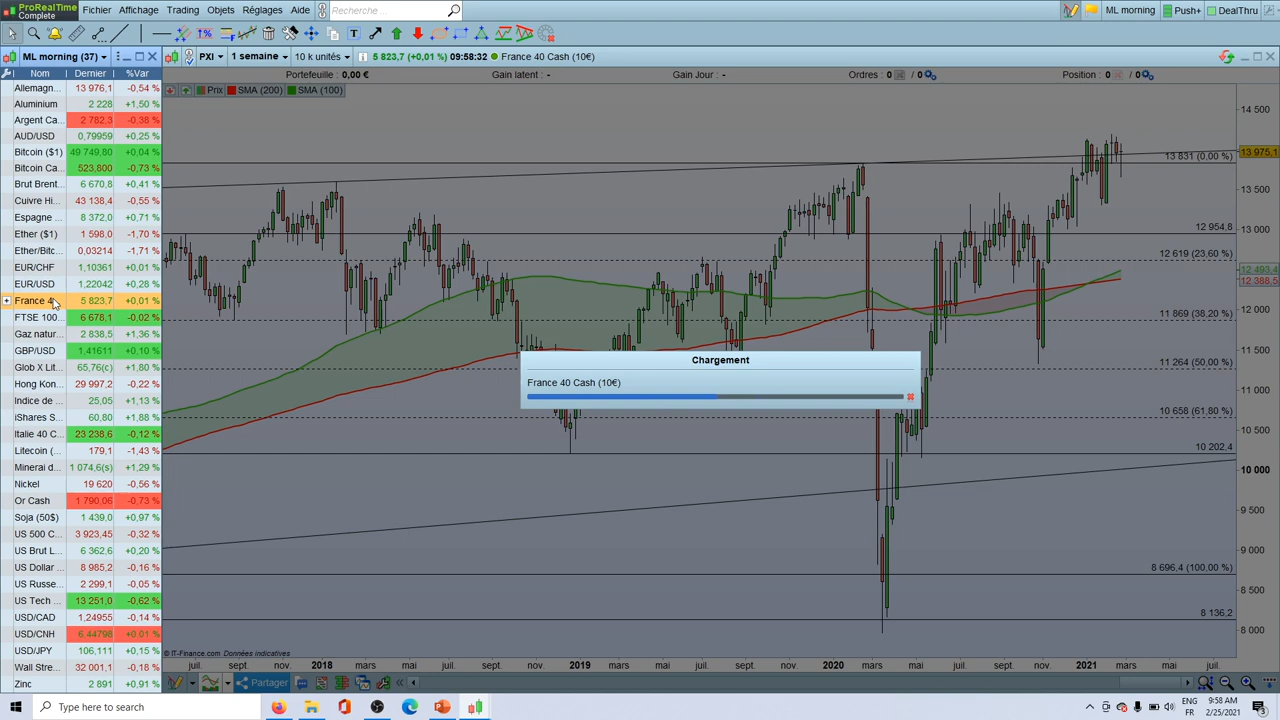 ProRealTime Complete Fichier Affichage Trading Objets Réglages Aide Recherche ... ML morning Push+ DealThru
ML morning (37) PXI 1 semaine 10 k unités 5 823,7 (+0,01 %) 09:58:32 France 40 Cash (10€)
Nom Dernier %Var Portefeuille : 0,00 € Gain latent : - Gain Jour : - Ordres : 0 / 0 Position : 0 / 0
Prix SMA (200) SMA (100)
Allemagn... 13 976,1 -0,54 %
Aluminium 2 228 +1,50 %
Argent Ca... 2 782,3 -0,38 %
AUD/USD 0,79959 +0,25 %
Bitcoin ($1) 49 749,80 +0,04 %
Bitcoin Ca... 523,800 -0,73 %
Brut Brent... 6 670,8 +0,41 %
Cuivre Hi... 43 138,4 -0,55 %
Espagne ... 8 372,0 +0,71 %
Ether ($1) 1 598,0 -1,70 %
Ether/Bitc... 0,03214 -1,71 %
EUR/CHF 1,10361 +0,01 %
EUR/USD 1,22042 +0,28 %
France 4 5 823,7 +0,01 %
FTSE 100... 6 678,1 -0,02 %
Gaz natur... 2 838,5 +1,36 %
GBP/USD 1,41611 +0,10 %
Glob X Lit... 65,76(c) +1,80 %
Hong Kon... 29 997,2 -0,22 %
Indice de ... 25,05 +1,13 %
iShares S... 60,80 +1,88 %
Italie 40 C... 23 238,6 -0,12 %
Litecoin (... 179,1 -1,43 %
Minerai d... 1 074,6(s) +1,29 %
Nickel 19 620 -0,56 %
Or Cash 1 790,06 -0,73 %
Soja (50$) 1 439,0 +0,97 %
US 500 C... 3 923,45 -0,32 %
US Brut L... 6 362,6 +0,20 %
US Dollar ... 8 985,2 -0,16 %
US Russe... 2 299,1 -0,05 %
US Tech ... 13 251,0 -0,62 %
USD/CAD 1,24955 -0,14 %
USD/CNH 6,44798 +0,01 %
USD/JPY 106,111 +0,15 %
Wall Stre... 32 001,1 -0,18 %
Zinc 2 891 +0,91 %
14 500
13 975,1
13 831 (0,00 %)
13 500
13 000
12 954,8
12 619 (23,60 %)
12 493,4
12 388,5
12 000
11 869 (38,20 %)
11 500
11 264 (50,00 %)
11 000
10 658 (61,80 %)
10 500
10 202,4
10 000
9 500
9 000
8 696,4 (100,00 %)
8 500
8 136,2
8 000
Chargement
France 40 Cash (10€)
© IT-Finance.com Données indicatives
juil. sept. nov. 2018 mars mai juil. sept. nov. 2019 mars mai juil. sept. nov. 2020 mars mai juil. sept. nov. 2021 mars mai juil.
Partager
Type here to search
ENG 9:58 AM
FR 2/25/2021
3